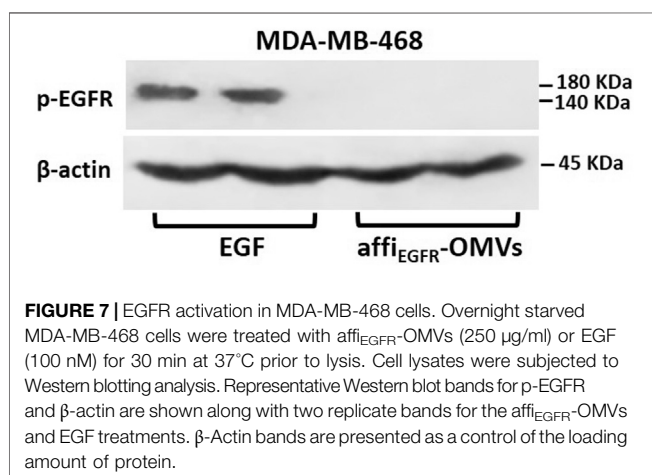 MDA-MB-468
p-EGFR
180 KDa
140 KDa
β-actin
45 KDa
EGF
affiEGFR-OMVs
FIGURE 7 | EGFR activation in MDA-MB-468 cells. Overnight starved
MDA-MB-468 cells were treated with affiEGFR-OMVs (250 μg/ml) or EGF
(100 nM) for 30 min at 37°C prior to lysis. Cell lysates were subjected to
Western blotting analysis. Representative Western blot bands for p-EGFR
and β-actin are shown along with two replicate bands for the affiEGFR-OMVs
and EGF treatments. β-Actin bands are presented as a control of the loading
amount of protein.